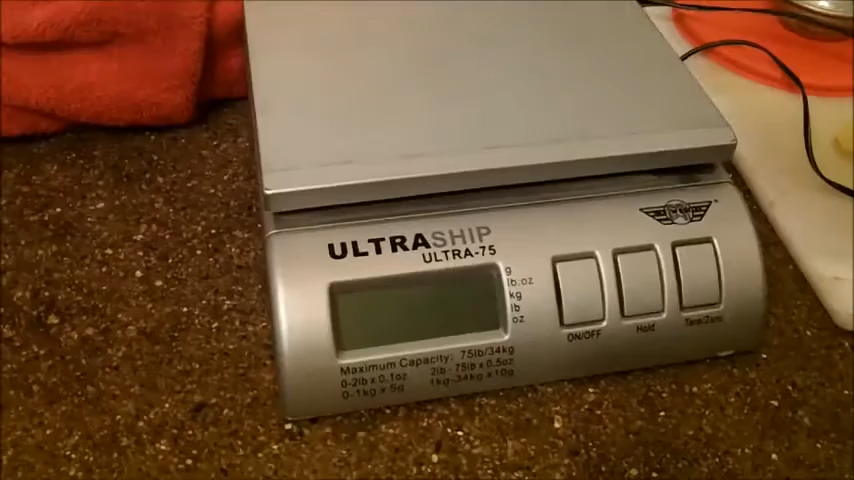 ULTRASHIP
ULTRA-75
g
lb:oz
kg
lb
oz
ON/OFF
Hold
Tare/Zero
Maximum Capacity 75lb/34kg
0-2lb x 0.1oz 2lb-75lb x 0.5oz
0-1kg x 5g 1kg-34kg x 10g